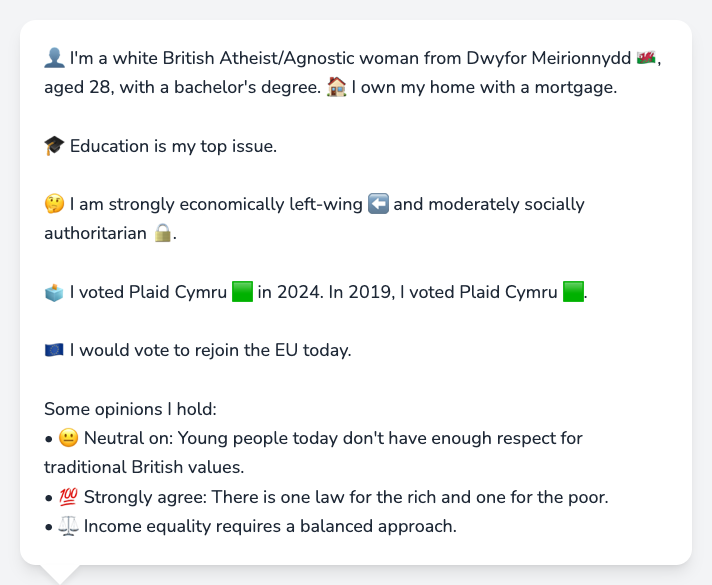 👤 I'm a white British Atheist/Agnostic woman from Dwyfor Meirionnydd 🏴󠁧󠁢󠁷󠁬󠁳󠁿,
aged 28, with a bachelor's degree. 🏠 I own my home with a mortgage.
🎓 Education is my top issue.
🤔 I am strongly economically left-wing ⬅️ and moderately socially
authoritarian 🔒.
🗳️ I voted Plaid Cymru 🟩 in 2024. In 2019, I voted Plaid Cymru 🟩.
🇪🇺 I would vote to rejoin the EU today.
Some opinions I hold:
• 😐 Neutral on: Young people today don't have enough respect for
traditional British values.
• 💯 Strongly agree: There is one law for the rich and one for the poor.
• ⚖️ Income equality requires a balanced approach.